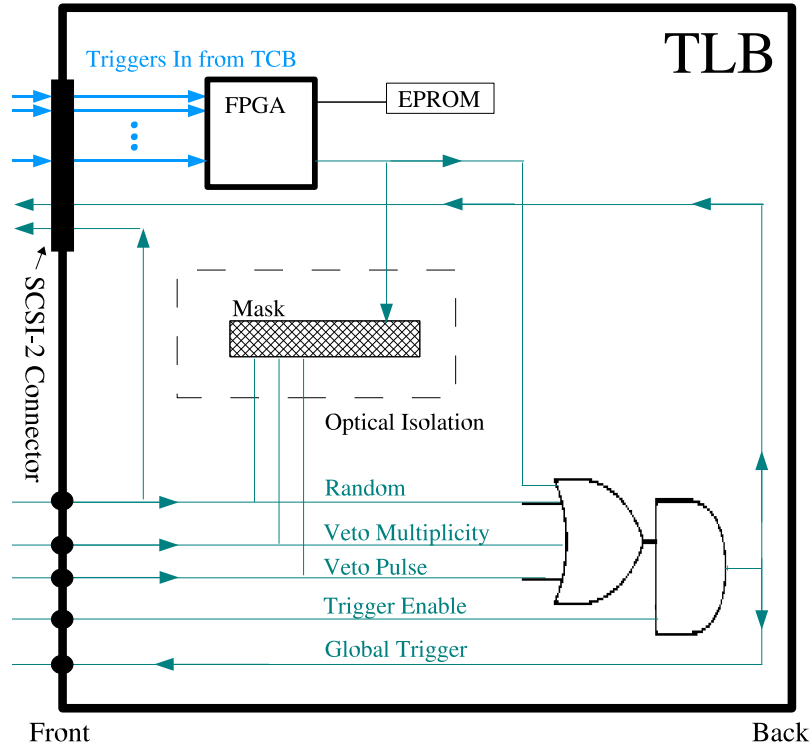 TLB
Triggers In from TCB
FPGA
EPROM
SCSI-2 Connector
Mask
Optical Isolation
Random
Veto Multiplicity
Veto Pulse
Trigger Enable
Global Trigger
Front
Back